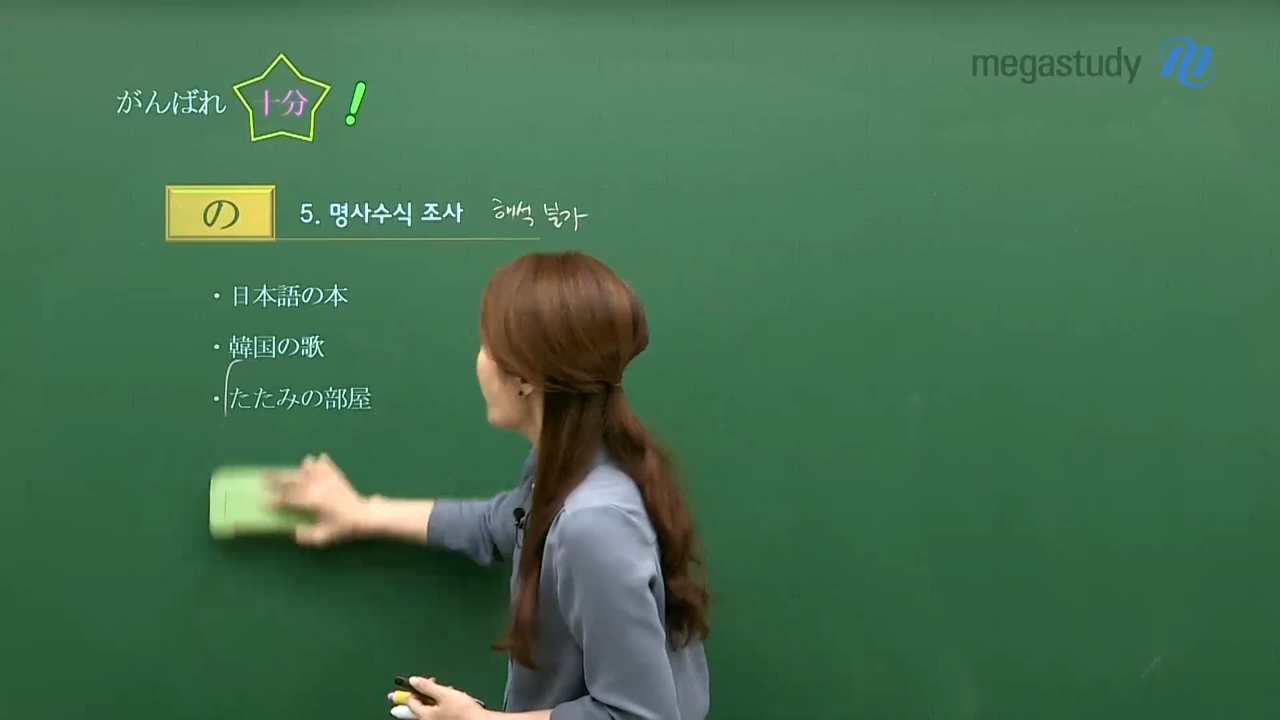 megastudy
がんばれ 十分 !
の 5. 명사수식 조사 해석 불가
・日本語の本
・韓国の歌
・たたみの部屋